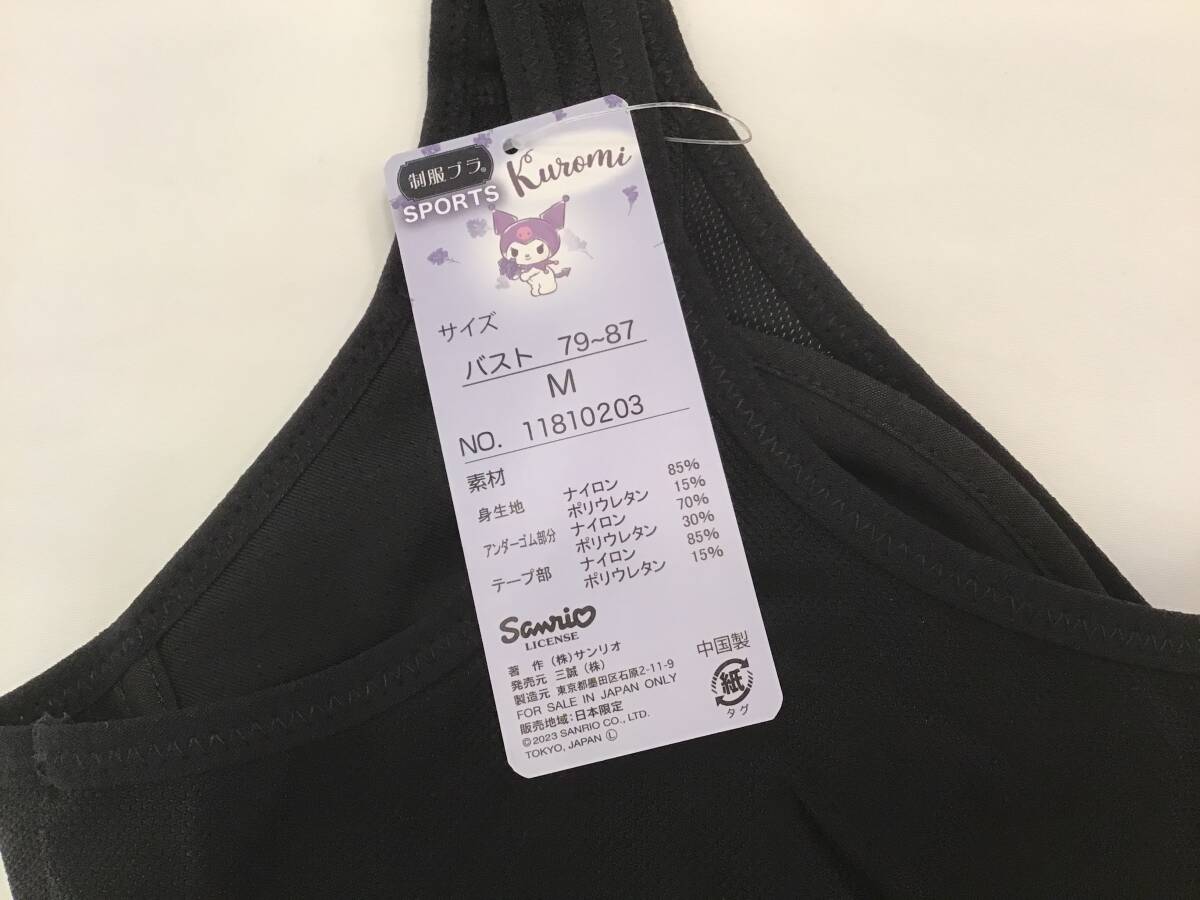 制服ブラ®
SPORTS
Kuromi
サイズ
バスト 79~87
M
NO. 11810203
素材
身生地 ナイロン 85%
ポリウレタン 15%
アンダーゴム部分 ナイロン 70%
ポリウレタン 30%
テープ部 ナイロン 85%
ポリウレタン 15%
Sanrio
LICENSE
著 作 (株)サンリオ
発売元 三誠(株)
製造元 東京都墨田区石原2-11-9
FOR SALE IN JAPAN ONLY
販売地域:日本限定
©2023 SANRIO CO., LTD.
TOKYO, JAPAN Ⓛ
中国製
紙
タグ